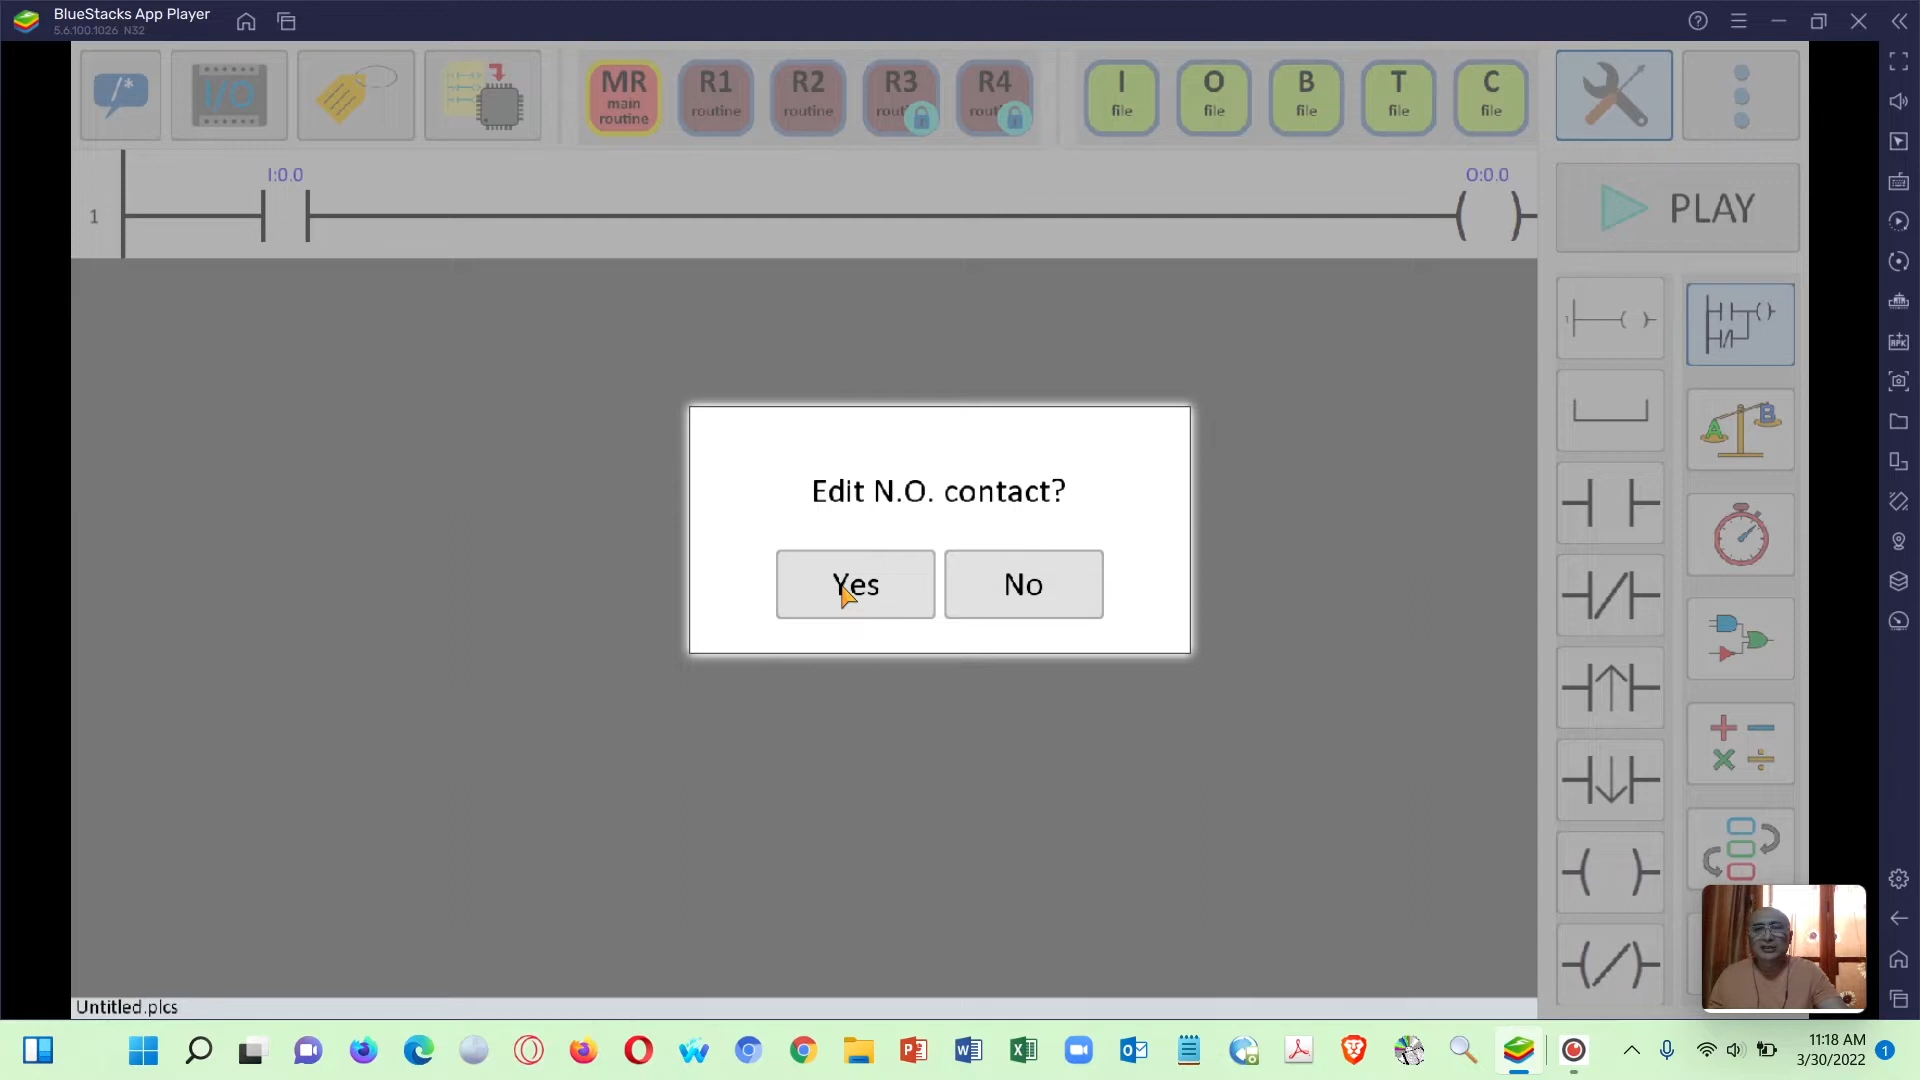 BlueStacks App Player
5.6.100.1026 N32
/*
I/O
MR
main
routine
R1
routine
R2
routine
R3
R4
I
file
O
file
B
file
T
file
C
file
I:0.0
O:0.0
1
PLAY
1
A
B
Edit N.O. contact?
Yes
No
Untitled.plcs
11:18 AM
3/30/2022
1